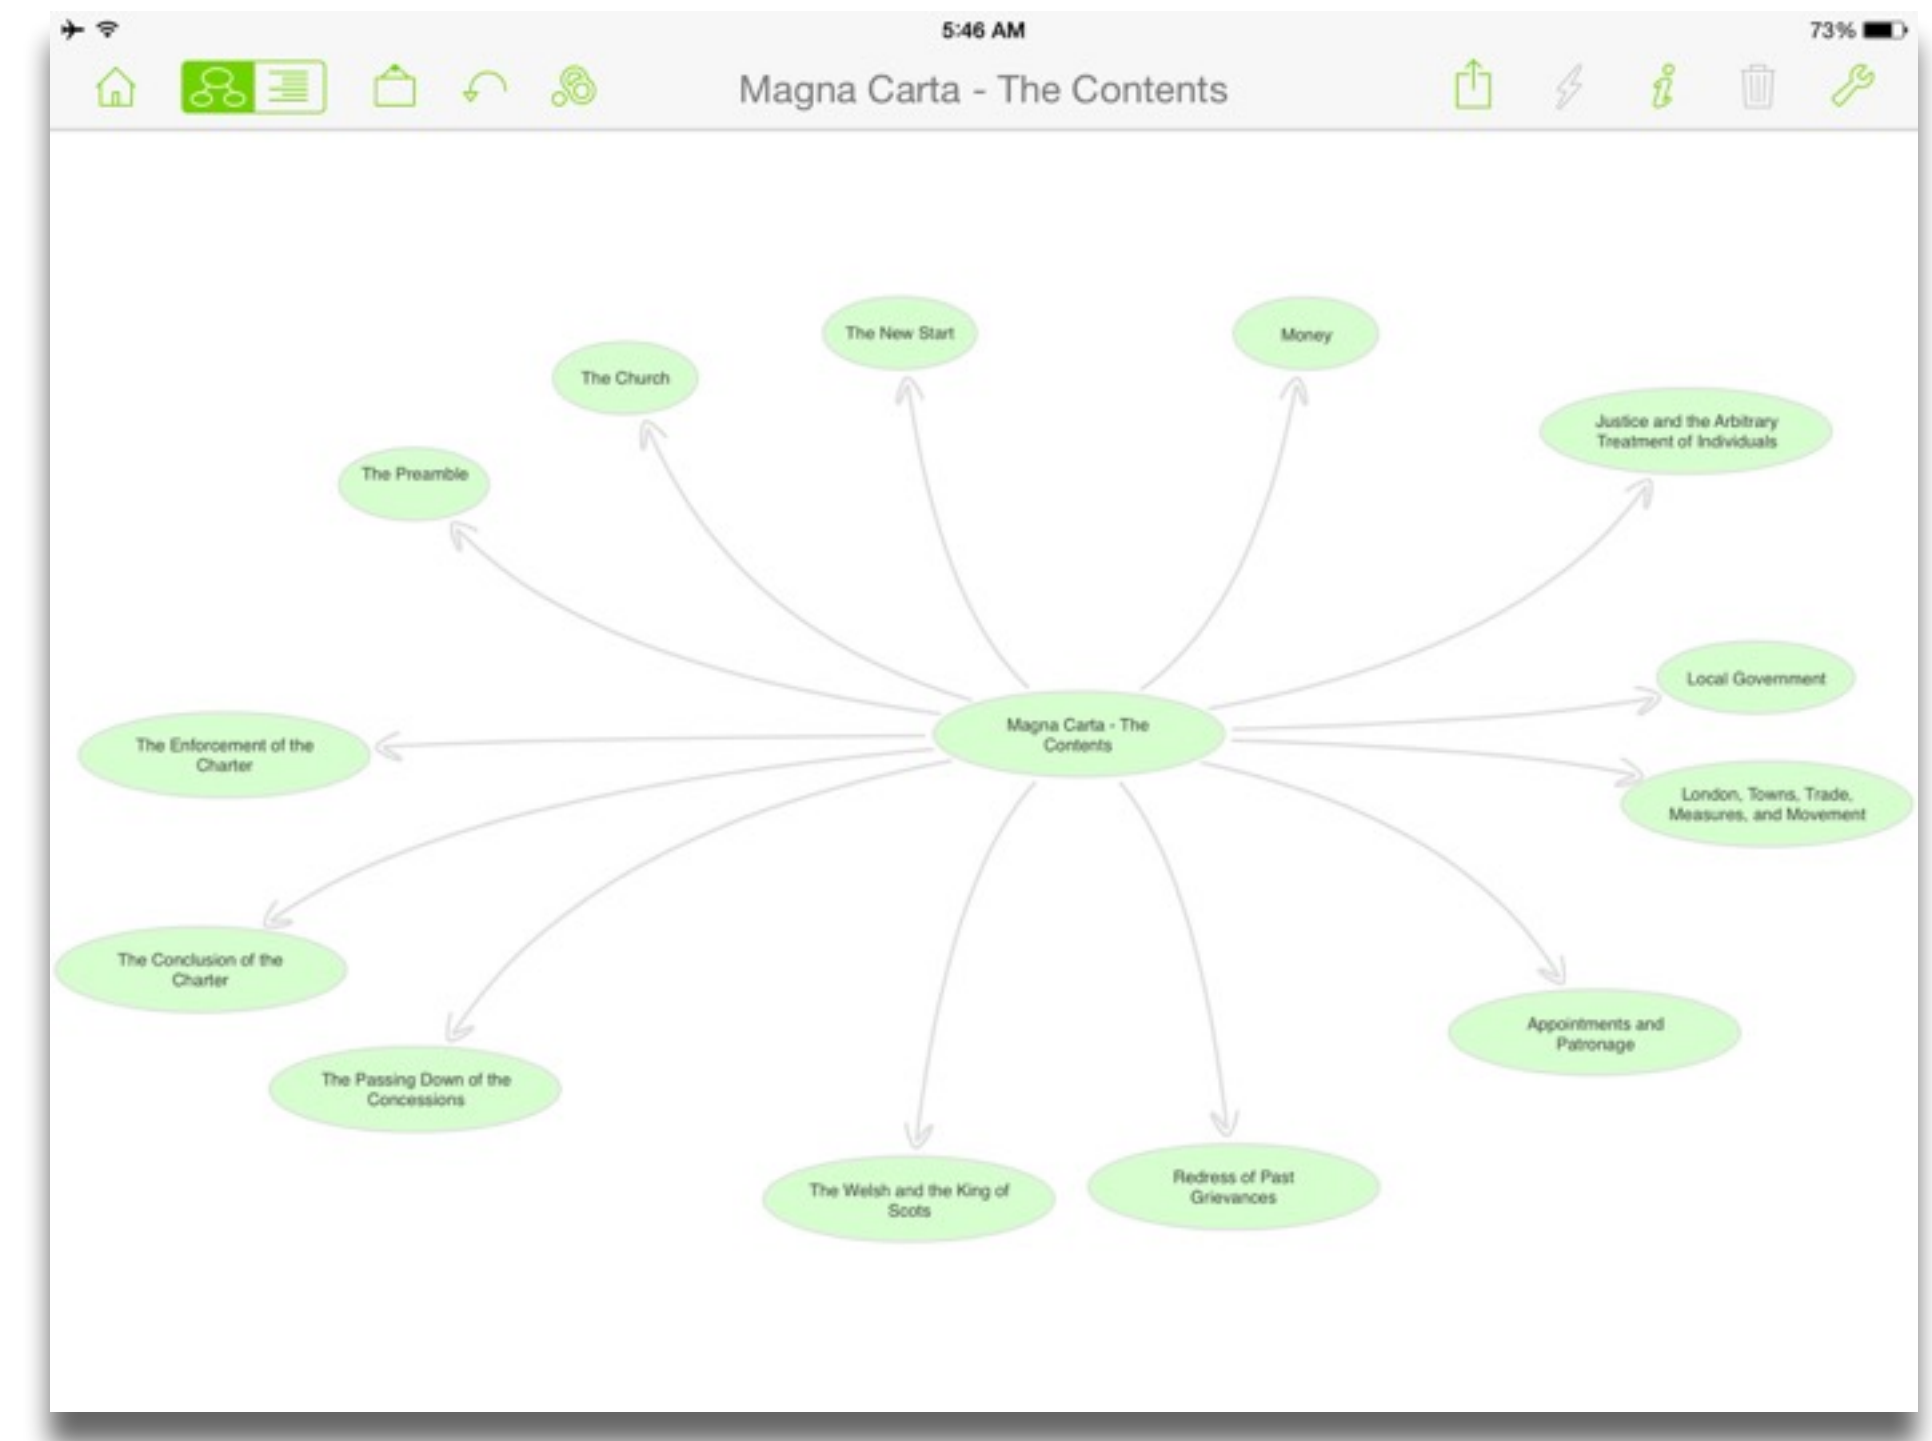 5:46 AM
73%
Magna Carta - The Contents
The New Start
Money
The Church
Justice and the Arbitrary
Treatment of Individuals
The Preamble
Local Government
Magna Carta - The
Contents
The Enforcement of the
Charter
London, Towns, Trade,
Measures, and Movement
The Conclusion of the
Charter
Appointments and
Patronage
The Passing Down of the
Concessions
The Welsh and the King of
Scots
Redress of Past
Grievances